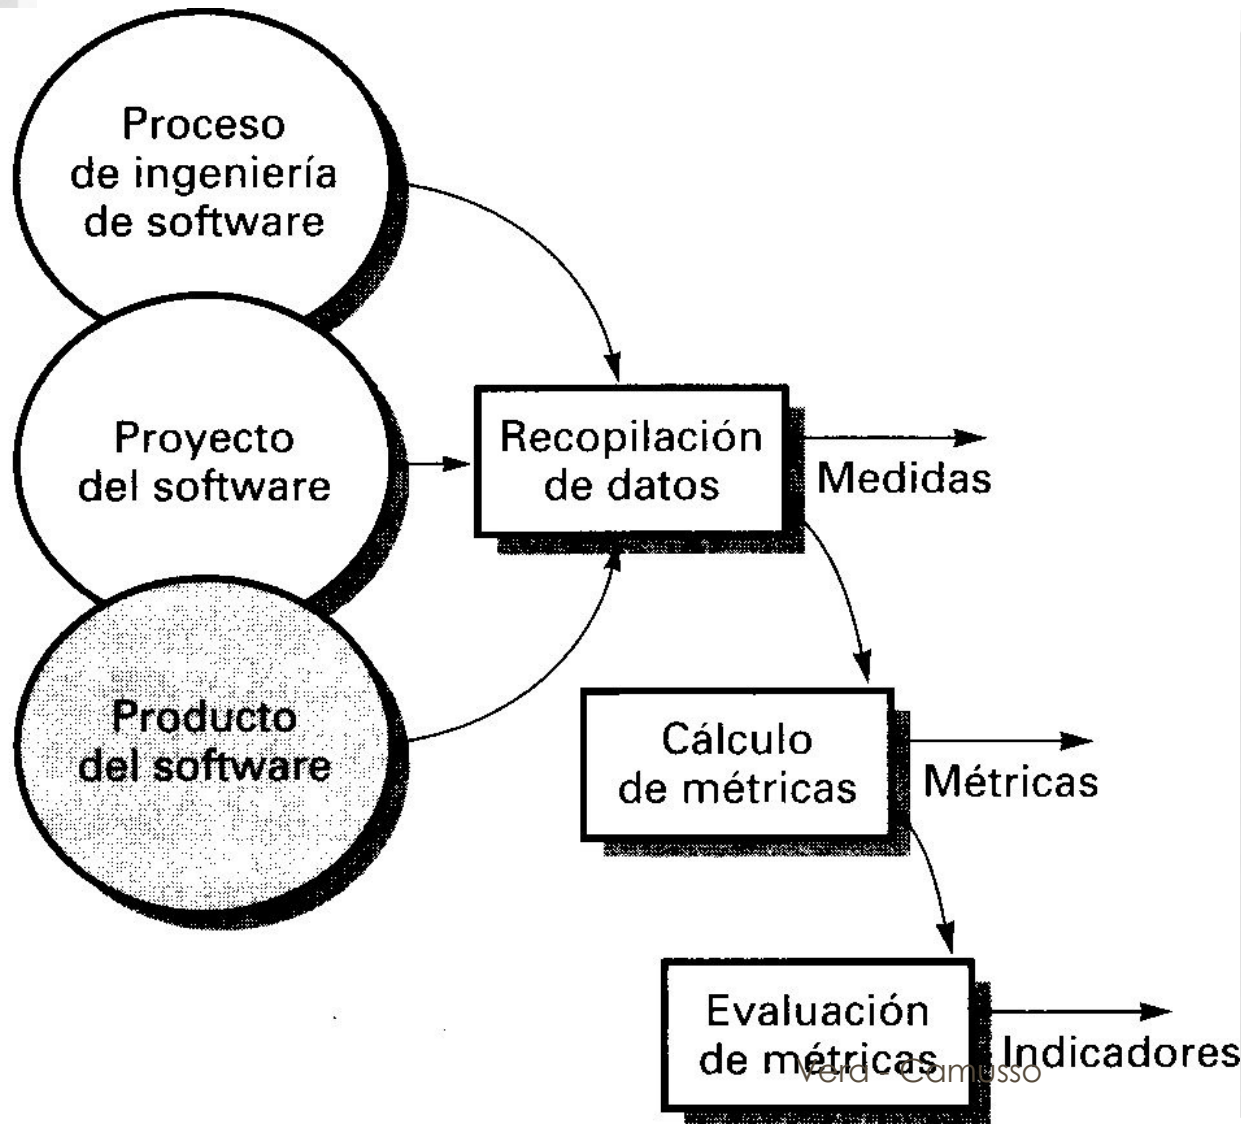 Proceso
de ingeniería
de software
Proyecto
del software
Producto
del software
Recopilación
de datos
Medidas
Cálculo
de métricas
Métricas
Evaluación
de métricas
Indicadores
Vera - Camusso